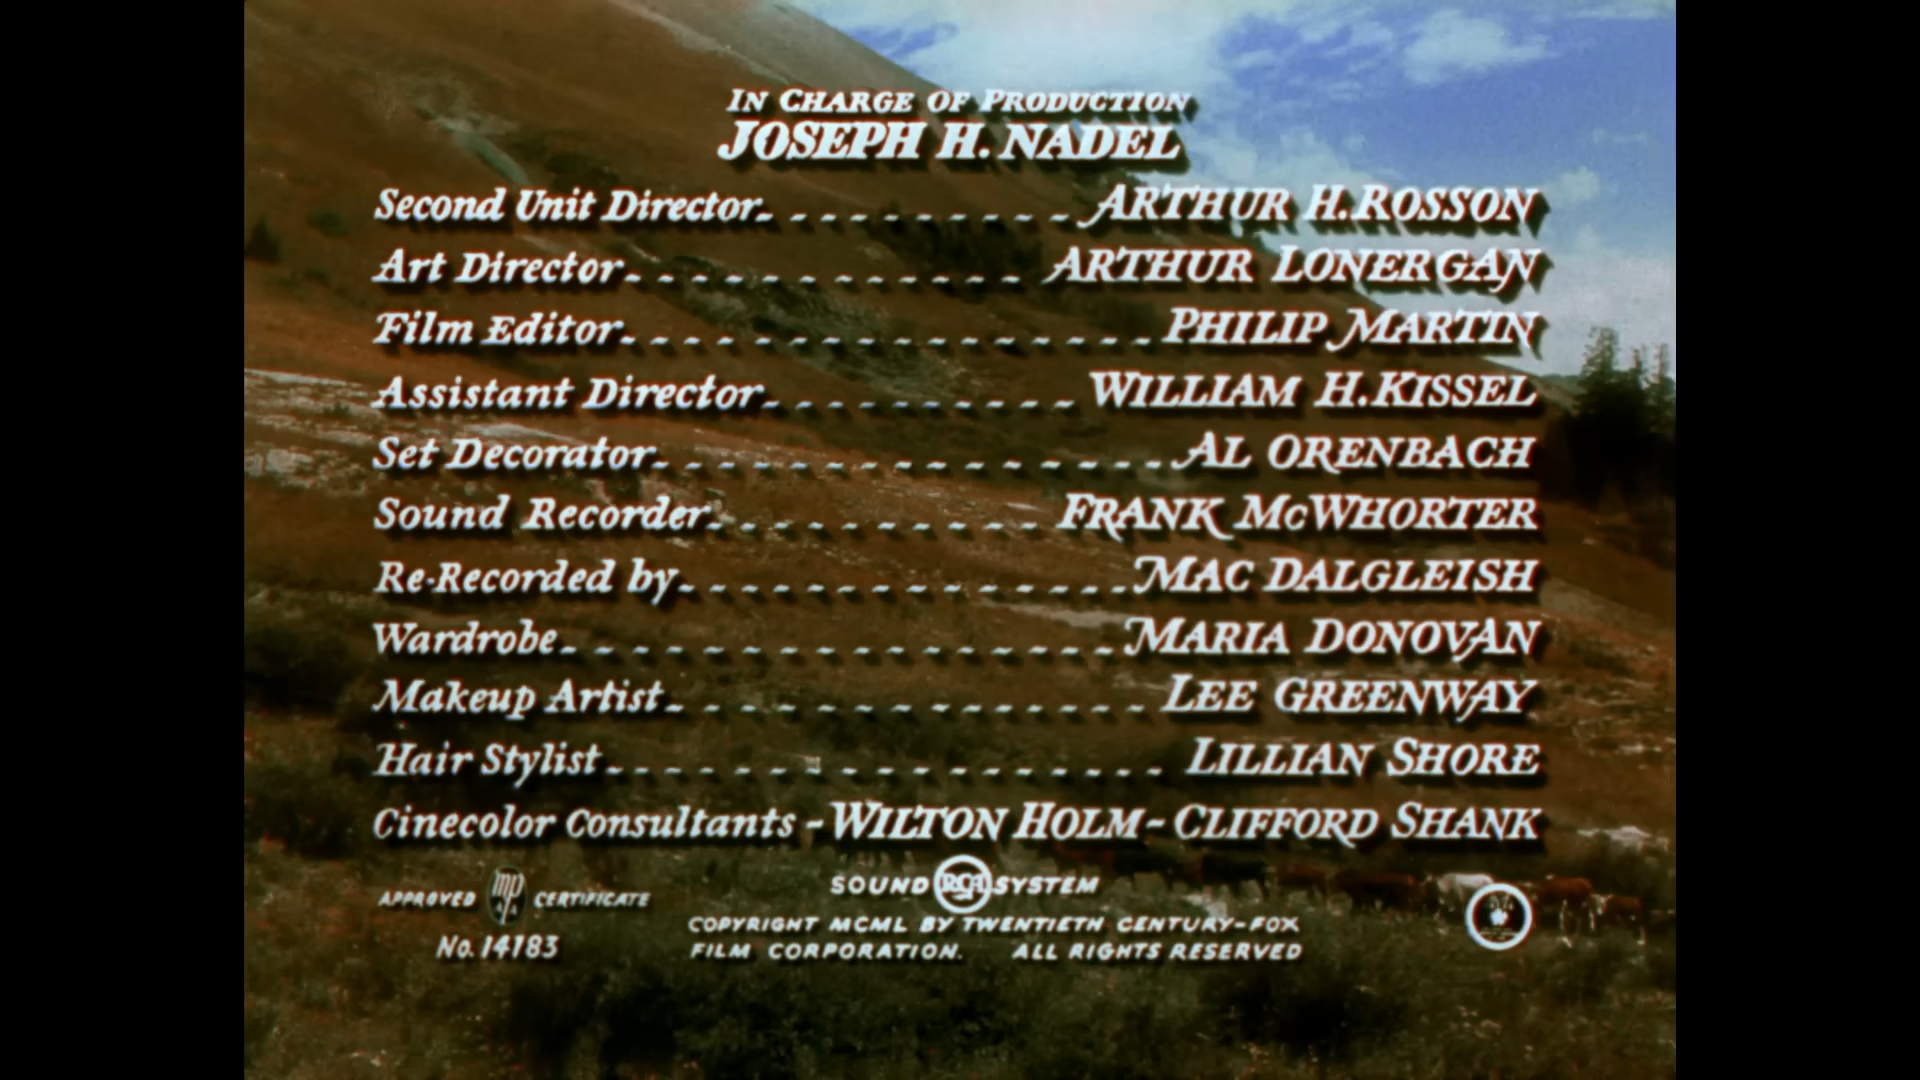 IN CHARGE OF PRODUCTION
JOSEPH H. NADEL
Second Unit Director ARTHUR H. ROSSON
Art Director ARTHUR LONERGAN
Film Editor PHILIP MARTIN
Assistant Director WILLIAM H. KISSEL
Set Decorator AL ORENBACH
Sound Recorder FRANK McWHORTER
Re-Recorded by MAC DALGLEISH
Wardrobe MARIA DONOVAN
Makeup Artist LEE GREENWAY
Hair Stylist LILLIAN SHORE
Cinecolor Consultants - WILTON HOLM - CLIFFORD SHANK
APPROVED MPAA CERTIFICATE
No. 14183
SOUND RCA SYSTEM
COPYRIGHT MCML BY TWENTIETH CENTURY-FOX
FILM CORPORATION. ALL RIGHTS RESERVED